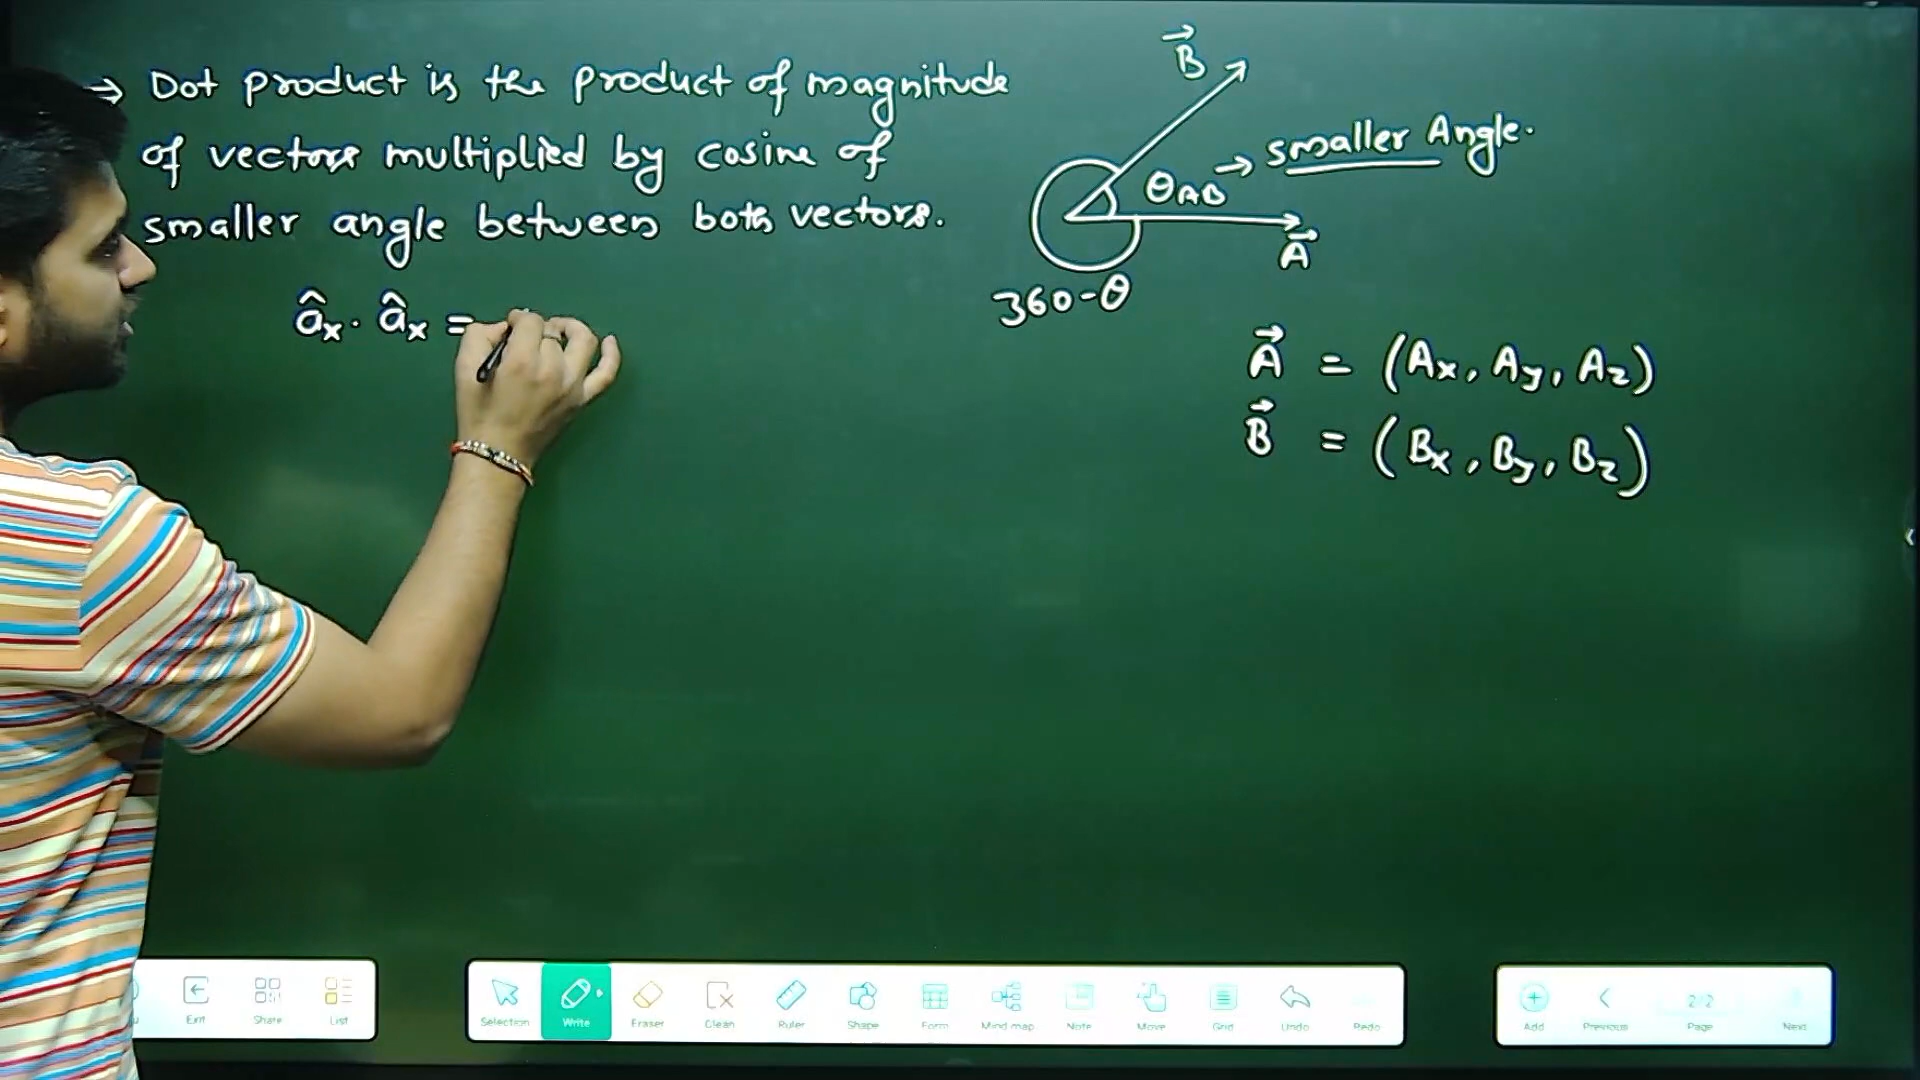 → Dot product is the product of magnitude
of vectors multiplied by cosine of
smaller angle between both vectors.
âₓ · âₓ =
B⃗
θAB → smaller Angle.
A⃗
360-θ
A⃗ = (Ax, Ay, Az)
B⃗ = (Bx, By, Bz)
Exit Share List
Selection Write Eraser Clean Ruler Shape Form Mind map Note Move Grid Undo Redo
Add Previous 2/2 Page Next